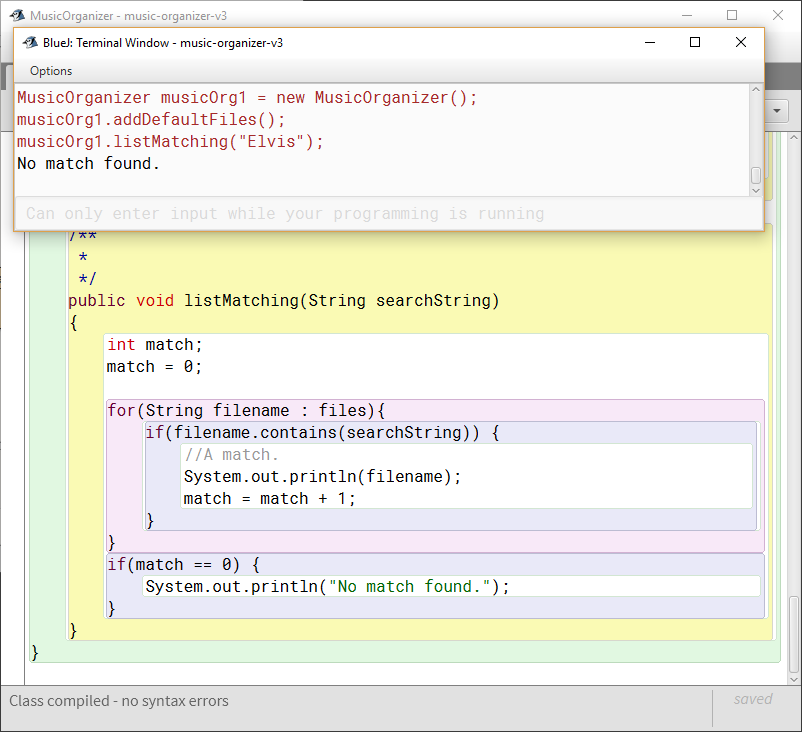 MusicOrganizer - music-organizer-v3
BlueJ: Terminal Window - music-organizer-v3
Options
MusicOrganizer musicOrg1 = new MusicOrganizer();
musicOrg1.addDefaultFiles();
musicOrg1.listMatching("Elvis");
No match found.
Can only enter input while your programming is running
/**
*
*/
public void listMatching(String searchString)
{
int match;
match = 0;
for(String filename : files){
if(filename.contains(searchString)) {
//A match.
System.out.println(filename);
match = match + 1;
}
}
if(match == 0) {
System.out.println("No match found.");
}
}
}
Class compiled - no syntax errors
saved